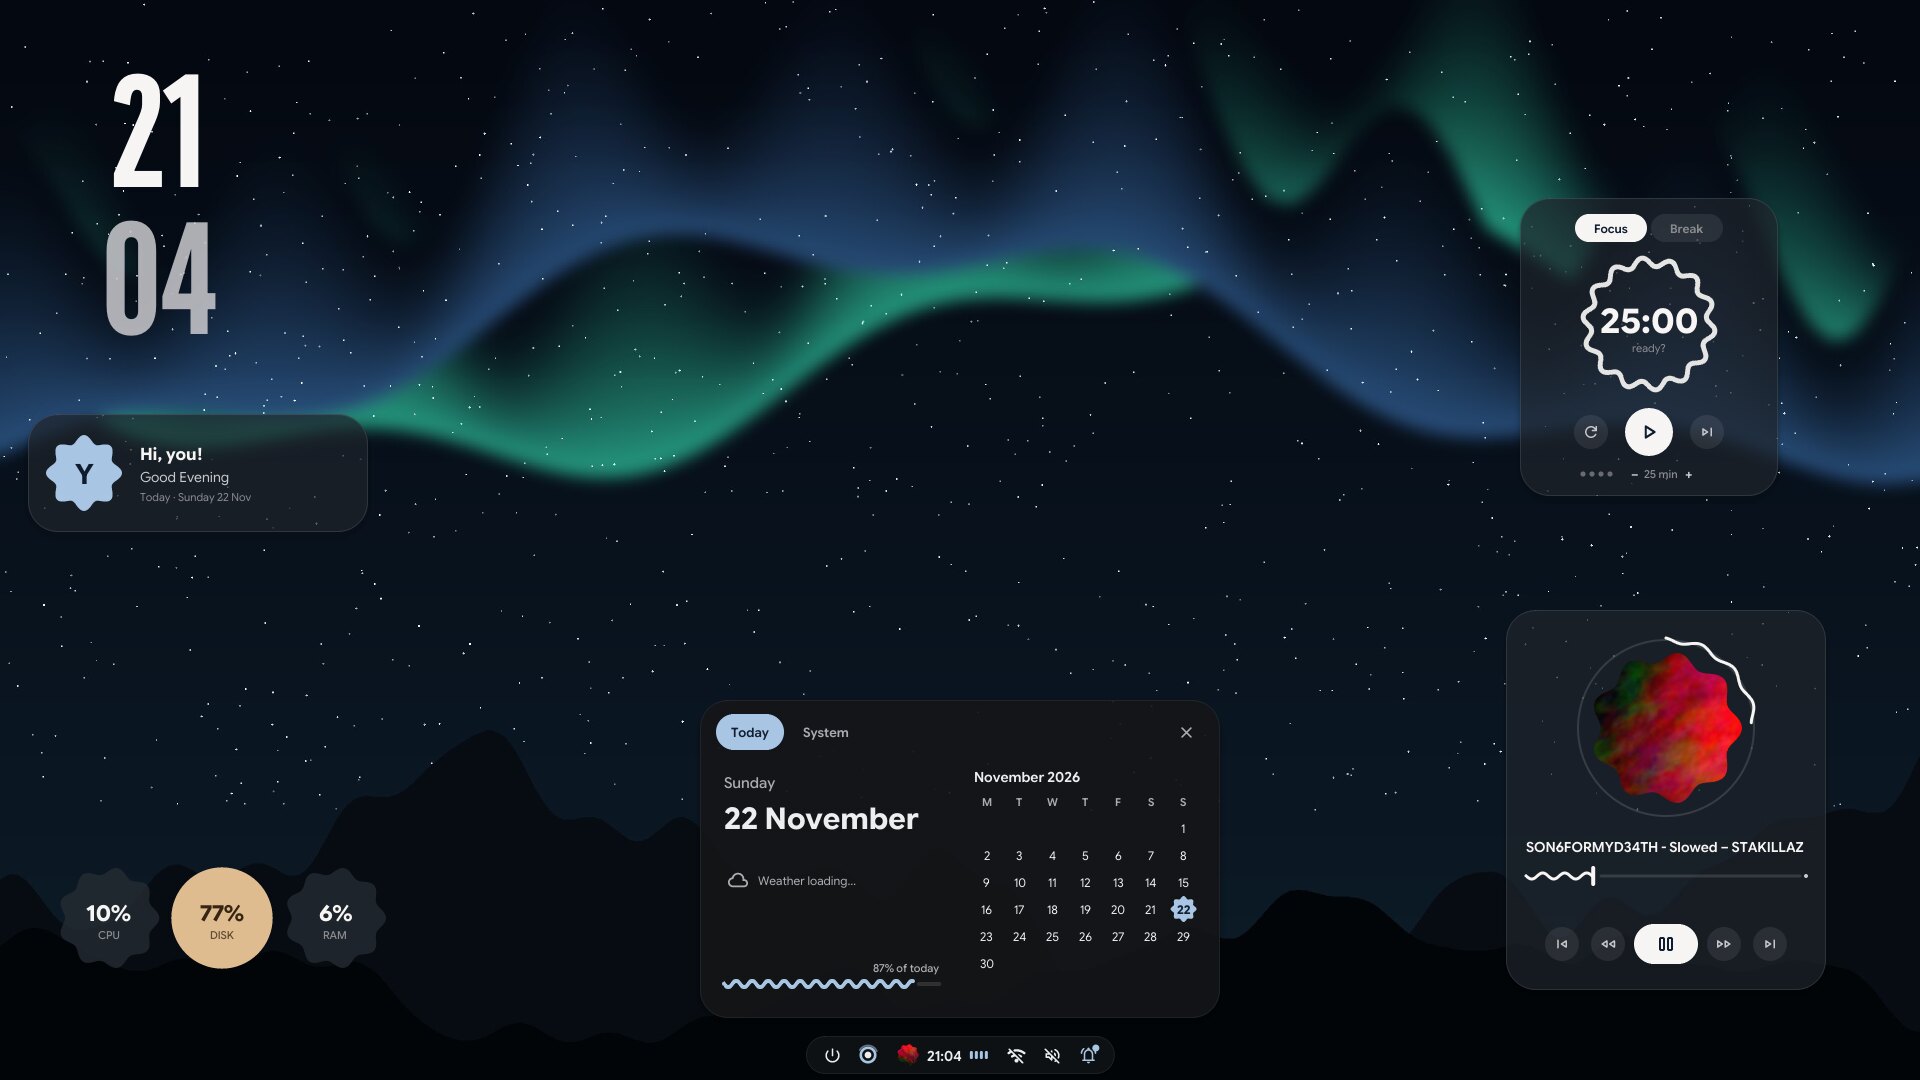 21
04
Hi, you!
Good Evening
Today · Sunday 22 Nov
Y
10%
CPU
77%
DISK
6%
RAM
Focus Break
25:00
ready?
– 25 min +
Today System
Sunday
22 November
Weather loading...
87% of today
November 2026
M T W T F S S
1
2 3 4 5 6 7 8
9 10 11 12 13 14 15
16 17 18 19 20 21 22
23 24 25 26 27 28 29
30
SON6FORMYD34TH - Slowed – STAKILLAZ
21:04